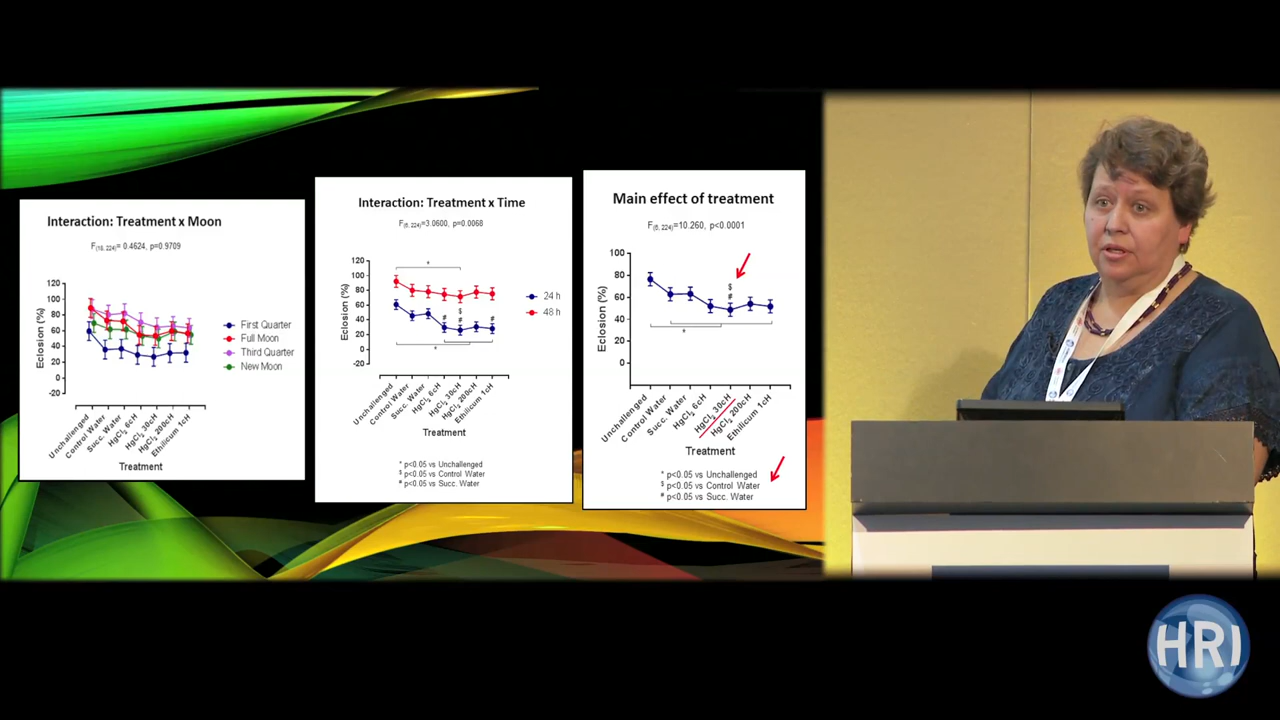 Interaction: Treatment x Moon
F(18, 224)= 0.4624, p=0.9709
Eclosion (%)
120
100
80
60
40
20
0
-20
Unchallenged
Control Water
Succ. Water
HgCl2 6cH
HgCl2 30cH
HgCl2 200cH
Ethilicum 1cH
Treatment
First Quarter
Full Moon
Third Quarter
New Moon
Interaction: Treatment x Time
F(6, 224)=3.0600, p=0.0068
Eclosion (%)
120
100
80
60
40
20
0
-20
*
#
$
#
#
*
Unchallenged
Control Water
Succ. Water
HgCl2 6cH
HgCl2 30cH
HgCl2 200cH
Ethilicum 1cH
Treatment
24 h
48 h
* p<0.05 vs Unchallenged
$ p<0.05 vs Control Water
# p<0.05 vs Succ. Water
Main effect of treatment
F(6, 224)=10.260, p<0.0001
Eclosion (%)
100
80
60
40
20
0
$
#
*
Unchallenged
Control Water
Succ. Water
HgCl2 6cH
HgCl2 30cH
HgCl2 200cH
Ethilicum 1cH
Treatment
* p<0.05 vs Unchallenged
$ p<0.05 vs Control Water
# p<0.05 vs Succ. Water
HRI